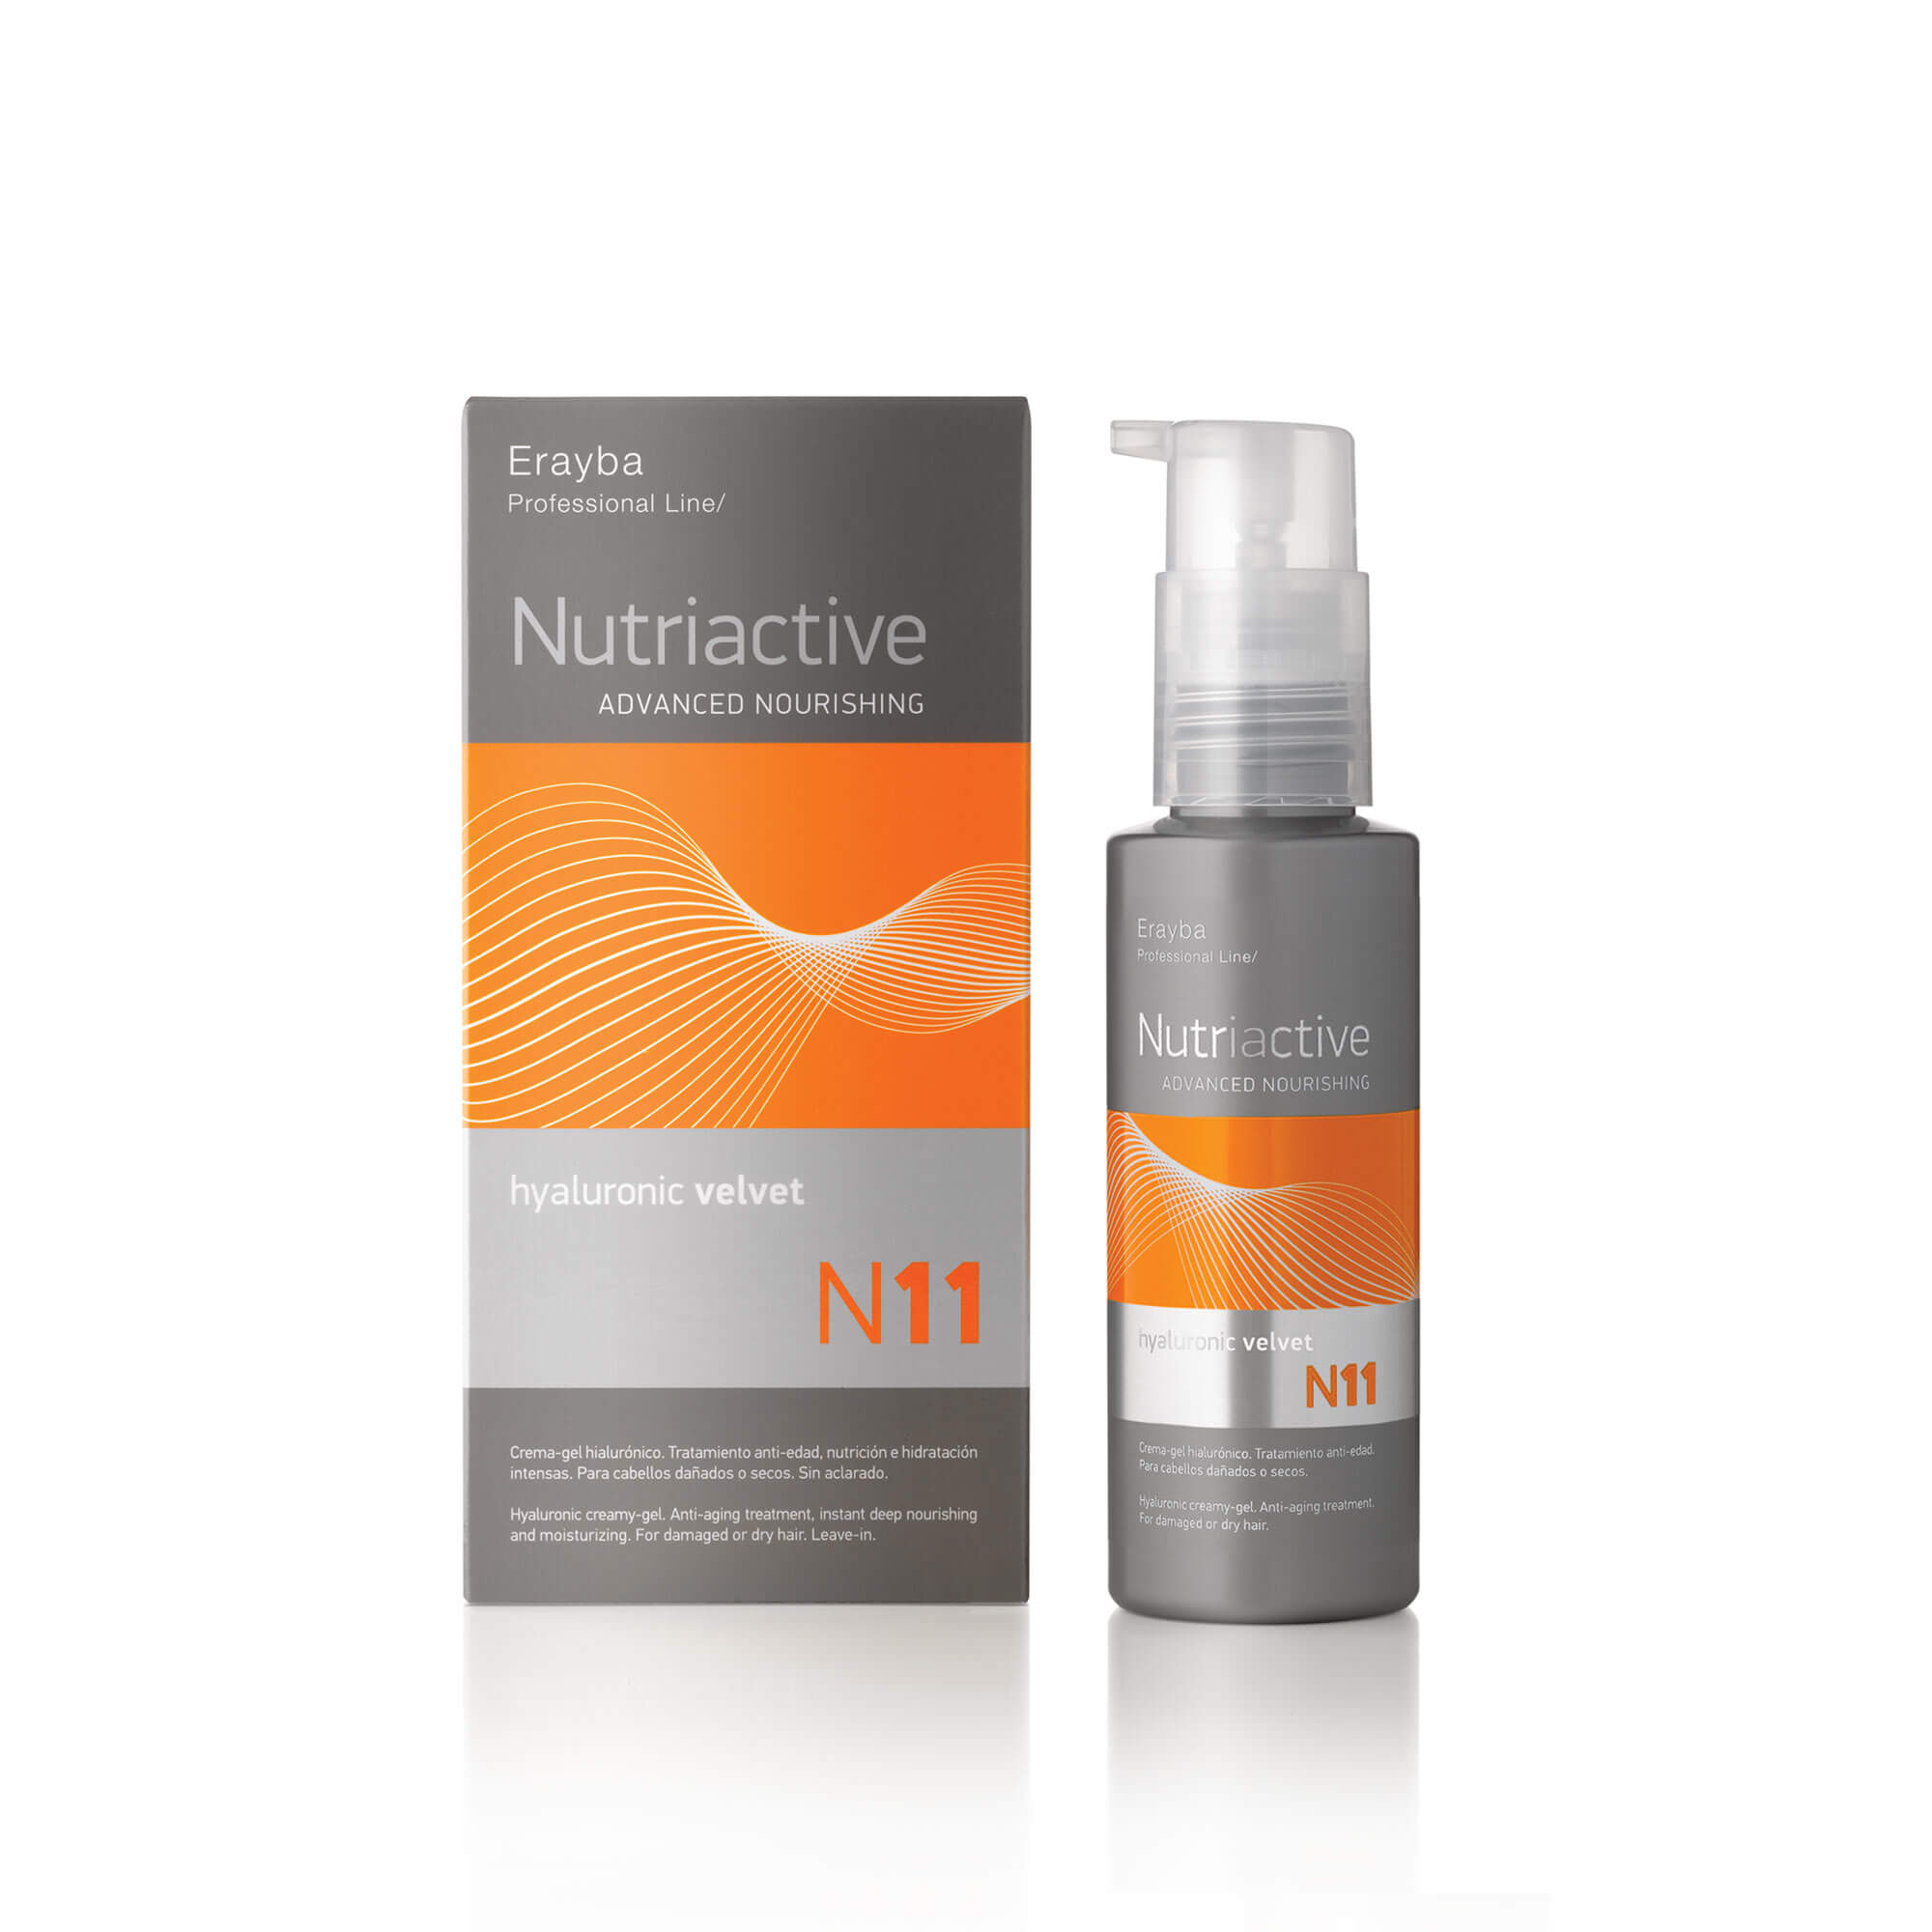 Erayba
Professional Line/
Nutriactive
ADVANCED NOURISHING
hyaluronic velvet
N11
Crema-gel hialurónico. Tratamiento anti-edad, nutrición e hidratación
intensas. Para cabellos dañados o secos. Sin aclarado.
Hyaluronic creamy-gel. Anti-aging treatment, instant deep nourishing
and moisturizing. For damaged or dry hair. Leave-in.
Erayba
Professional Line/
Nutriactive
ADVANCED NOURISHING
hyaluronic velvet
N11
Crema-gel hialurónico. Tratamiento anti-edad.
Para cabellos dañados o secos.
Hyaluronic creamy-gel. Anti-aging treatment.
For damaged or dry hair.